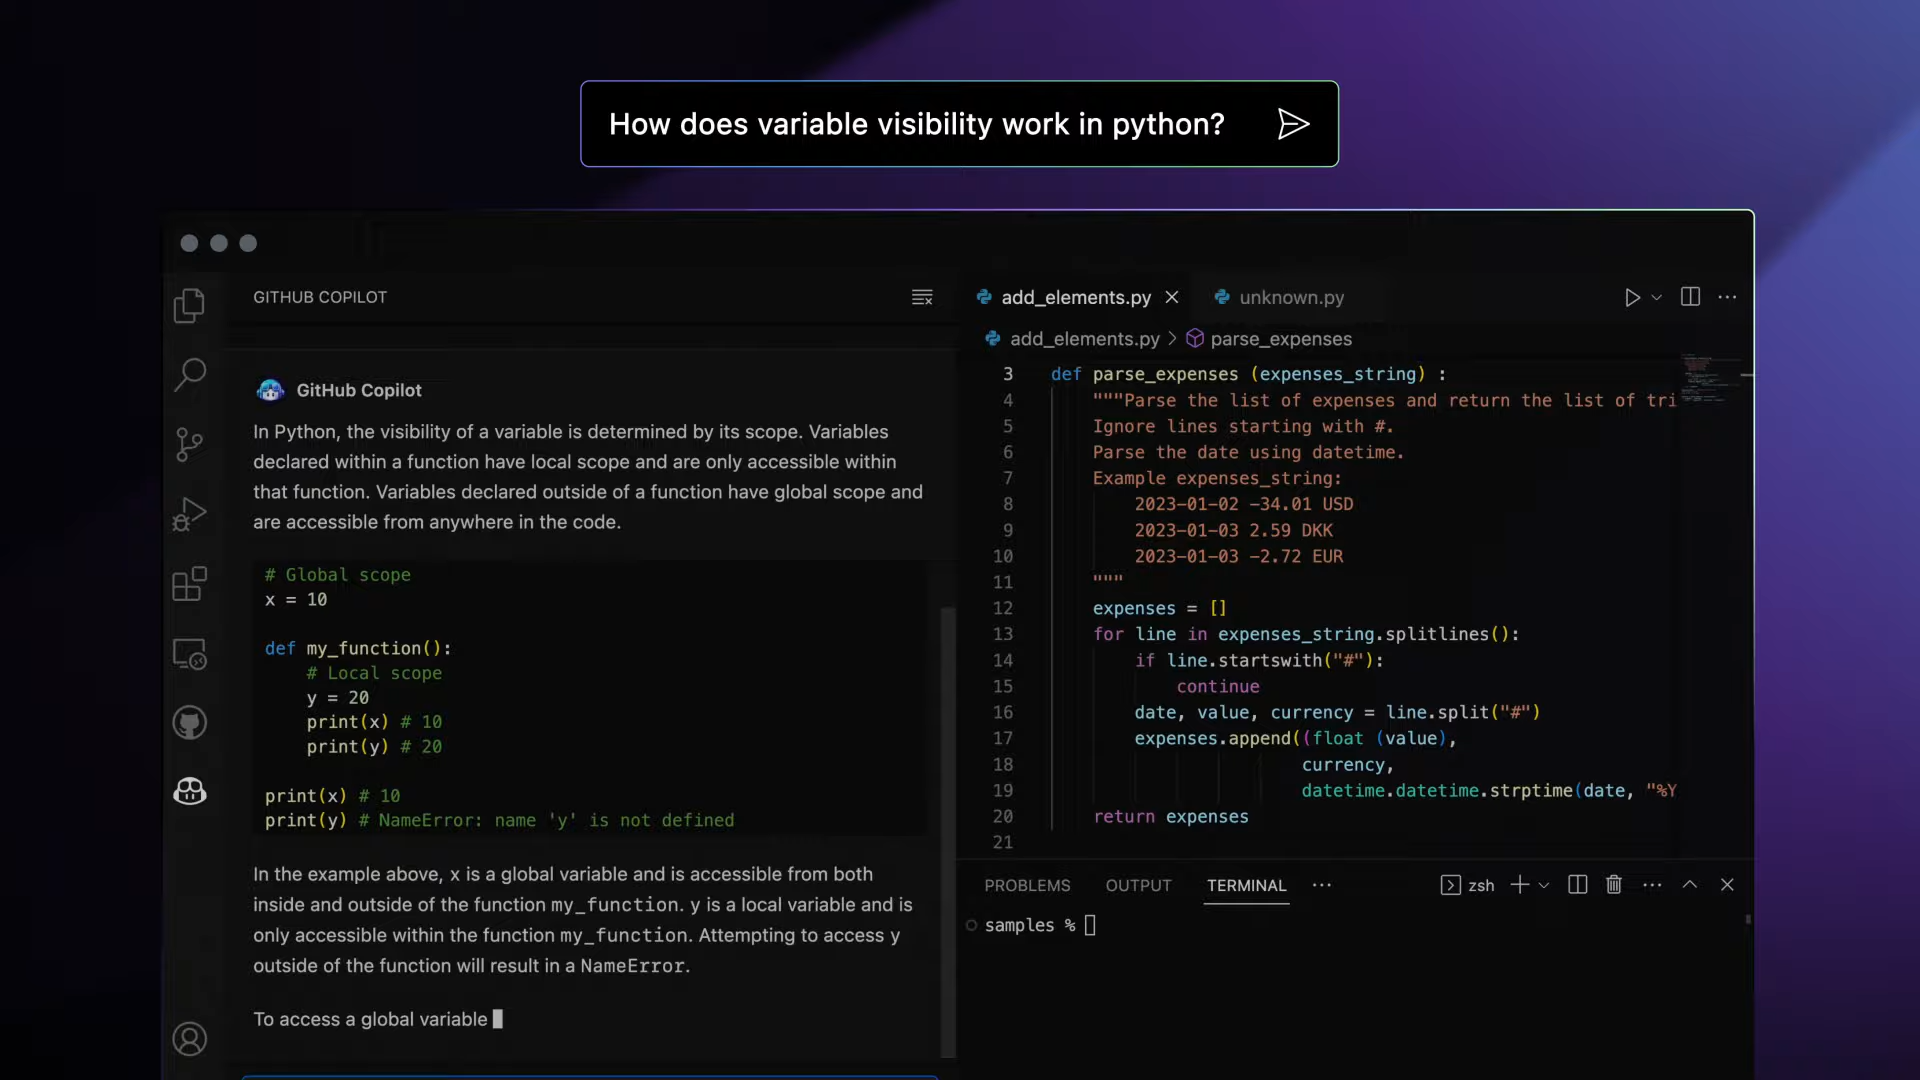 How does variable visibility work in python?
GITHUB COPILOT
GitHub Copilot
In Python, the visibility of a variable is determined by its scope. Variables
declared within a function have local scope and are only accessible within
that function. Variables declared outside of a function have global scope and
are accessible from anywhere in the code.
# Global scope
x = 10
def my_function():
# Local scope
y = 20
print(x) # 10
print(y) # 20
print(x) # 10
print(y) # NameError: name 'y' is not defined
In the example above, x is a global variable and is accessible from both
inside and outside of the function my_function. y is a local variable and is
only accessible within the function my_function. Attempting to access y
outside of the function will result in a NameError.
To access a global variable
add_elements.py unknown.py
add_elements.py > parse_expenses
3 def parse_expenses (expenses_string) :
4 """Parse the list of expenses and return the list of tri
5 Ignore lines starting with #.
6 Parse the date using datetime.
7 Example expenses_string:
8 2023-01-02 -34.01 USD
9 2023-01-03 2.59 DKK
10 2023-01-03 -2.72 EUR
11 """
12 expenses = []
13 for line in expenses_string.splitlines():
14 if line.startswith("#"):
15 continue
16 date, value, currency = line.split("#")
17 expenses.append((float (value),
18 currency,
19 datetime.datetime.strptime(date, "%Y
20 return expenses
21
PROBLEMS OUTPUT TERMINAL ··· zsh
samples %